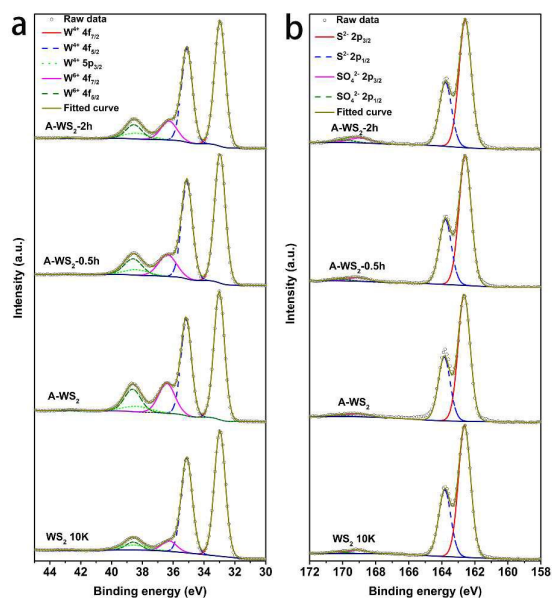 a
Raw data
W⁴⁺ 4f₇/₂
W⁴⁺ 4f₅/₂
W⁴⁺ 5p₃/₂
W⁶⁺ 4f₇/₂
W⁶⁺ 4f₅/₂
Fitted curve
A-WS₂-2h
A-WS₂-0.5h
A-WS₂
WS₂ 10K
Intensity (a.u.)
44 42 40 38 36 34 32 30
Binding energy (eV)
b
Raw data
S²⁻ 2p₃/₂
S²⁻ 2p₁/₂
SO₄²⁻ 2p₃/₂
SO₄²⁻ 2p₁/₂
Fitted curve
A-WS₂-2h
A-WS₂-0.5h
A-WS₂
WS₂ 10K
Intensity (a.u.)
172 170 168 166 164 162 160 158
Binding energy (eV)